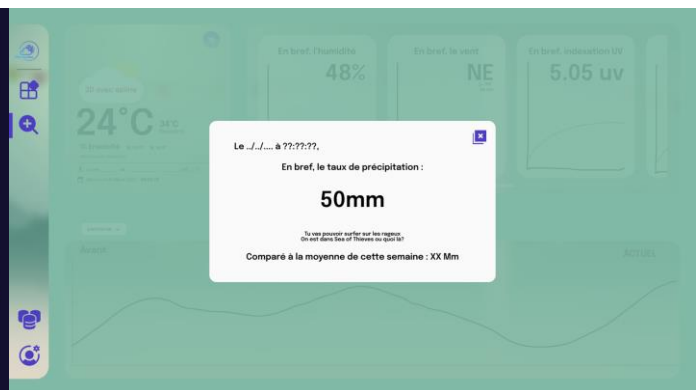 En bref, l'humidité
48%
En bref, le vent
NE
En bref, indexation UV
5.05 uv
24°C
Le ../../.... à ??:??:??,
En bref, le taux de précipitation :
50mm
Tu vas pouvoir surfer sur les rageux
On est dans Sea of Thieves ou quoi là?
Comparé à la moyenne de cette semaine : XX Mm
ACTUEL